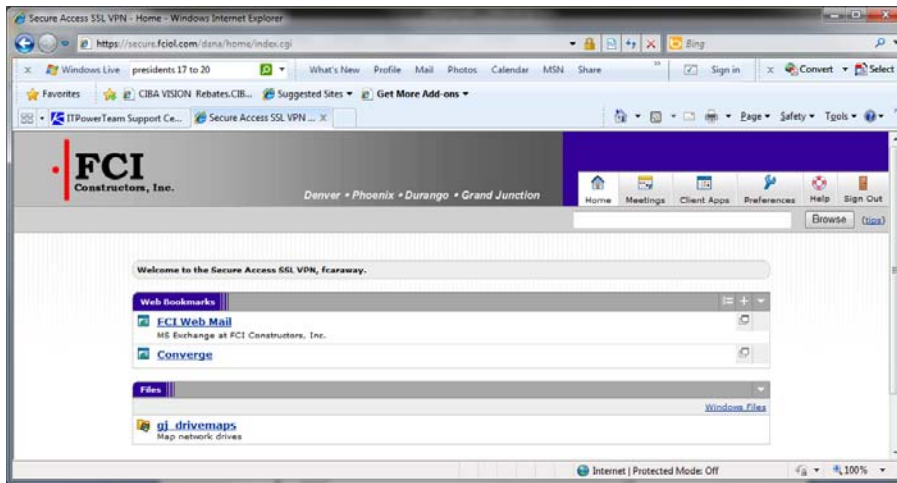 Secure Access SSL VPN - Home - Windows Internet Explorer
https://secure.fciol.com/dana/home/index.cgi
Bing
x Windows Live presidents 17 to 20 What's New Profile Mail Photos Calendar MSN Share » Sign in x Convert Select
Favorites CIBA VISION Rebates.CIB... Suggested Sites Get More Add-ons
ITPowerTeam Support Ce... Secure Access SSL VPN ... X Page Safety Tools
FCI
Constructors, Inc.
Denver • Phoenix • Durango • Grand Junction
Home Meetings Client Apps Preferences Help Sign Out
Browse (tips)
Welcome to the Secure Access SSL VPN, fcaraway.
Web Bookmarks
FCI Web Mail
MS Exchange at FCI Constructors, Inc.
Converge
Files
Windows Files
gj_drivemaps
Map network drives
Internet | Protected Mode: Off 100%